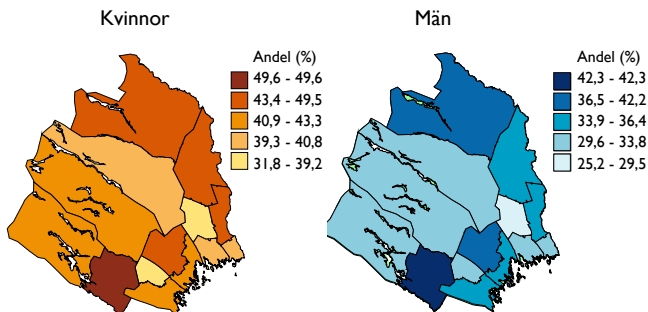 Kvinnor
Andel (%)
49,6 - 49,6
43,4 - 49,5
40,9 - 43,3
39,3 - 40,8
31,8 - 39,2
Män
Andel (%)
42,3 - 42,3
36,5 - 42,2
33,9 - 36,4
29,6 - 33,8
25,2 - 29,5